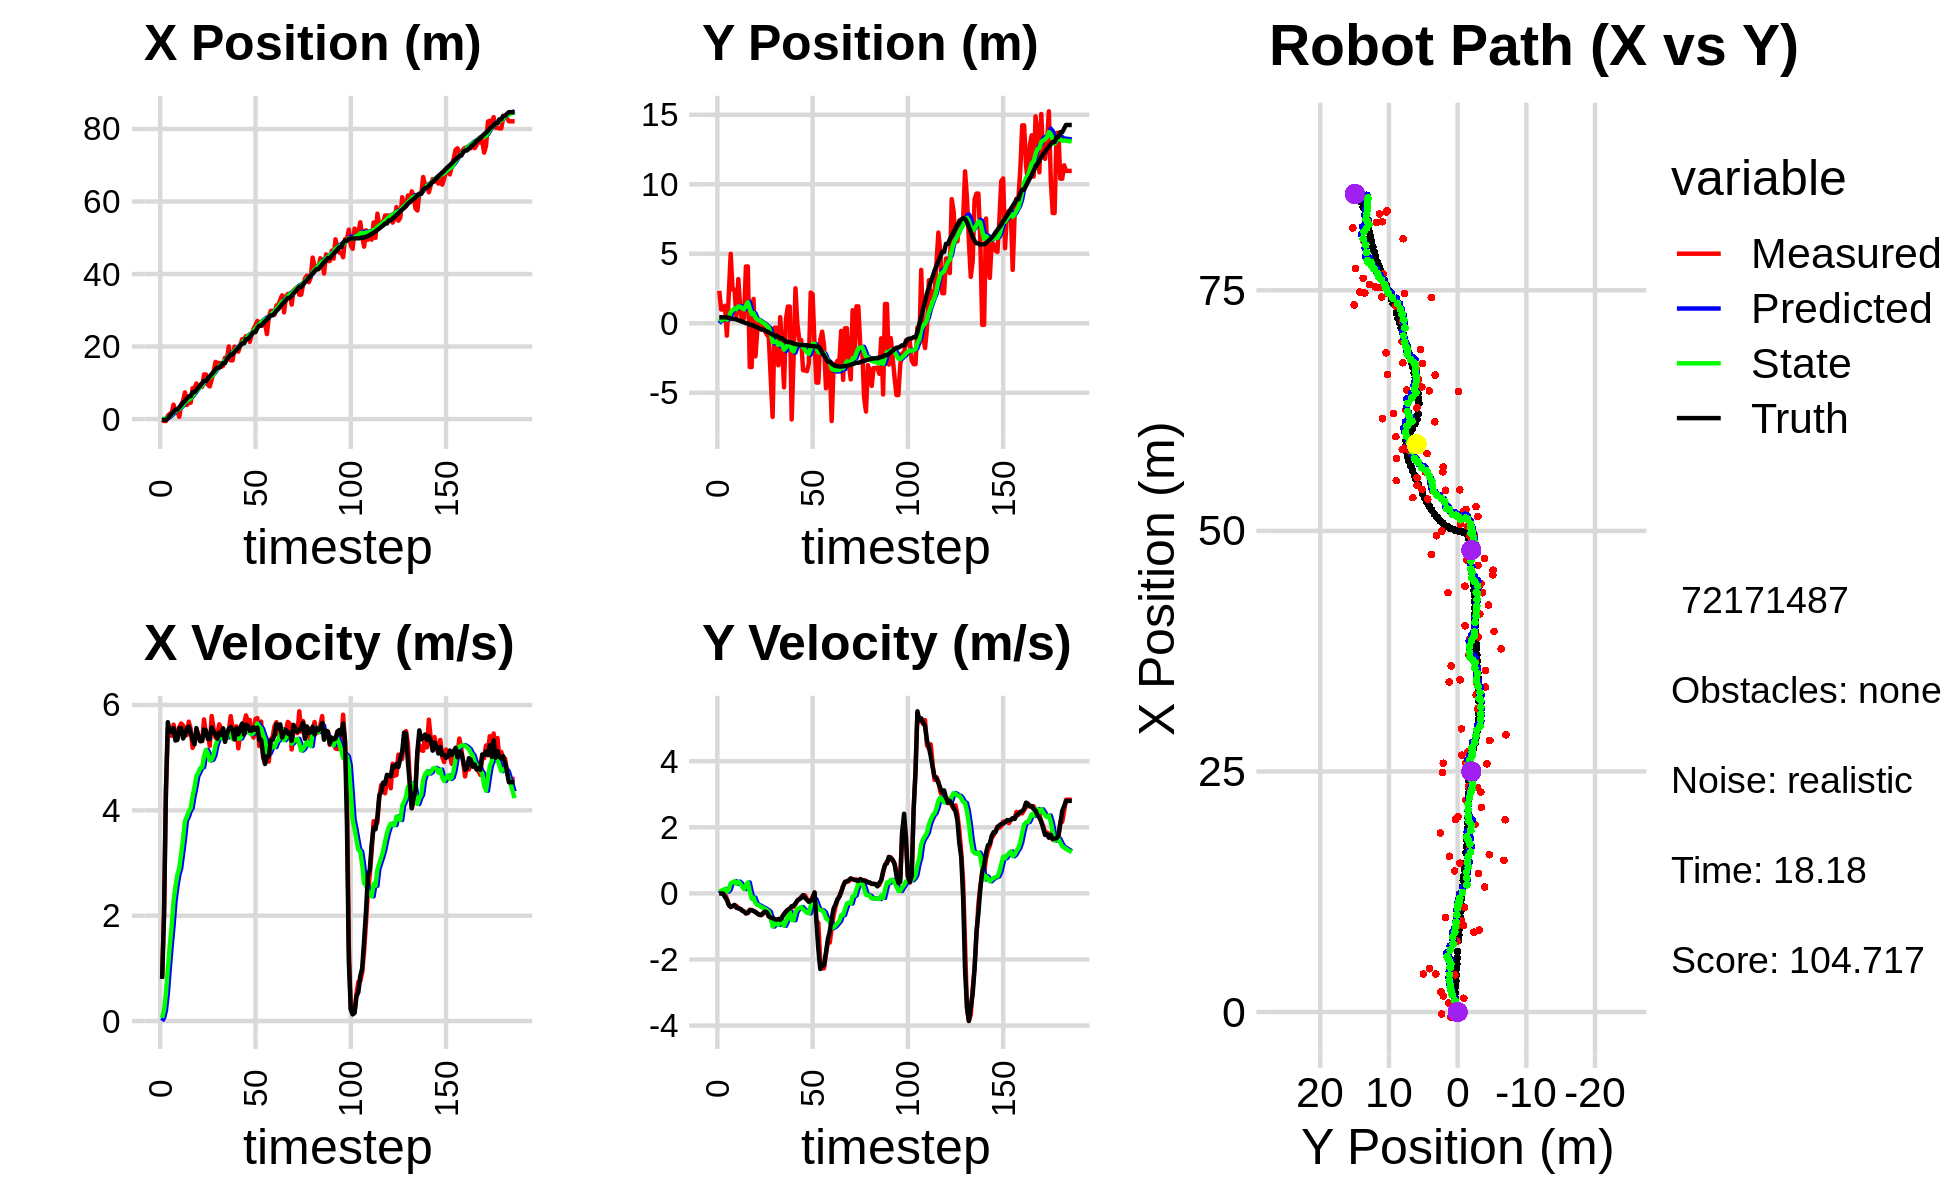 X Position (m)
80
60
40
20
0
0 50 100 150
timestep
Y Position (m)
15
10
5
0
-5
0 50 100 150
timestep
X Velocity (m/s)
6
4
2
0
0 50 100 150
timestep
Y Velocity (m/s)
4
2
0
-2
-4
0 50 100 150
timestep
Robot Path (X vs Y)
X Position (m)
75
50
25
0
20 10 0 -10 -20
Y Position (m)
variable
Measured
Predicted
State
Truth
72171487
Obstacles: none
Noise: realistic
Time: 18.18
Score: 104.717